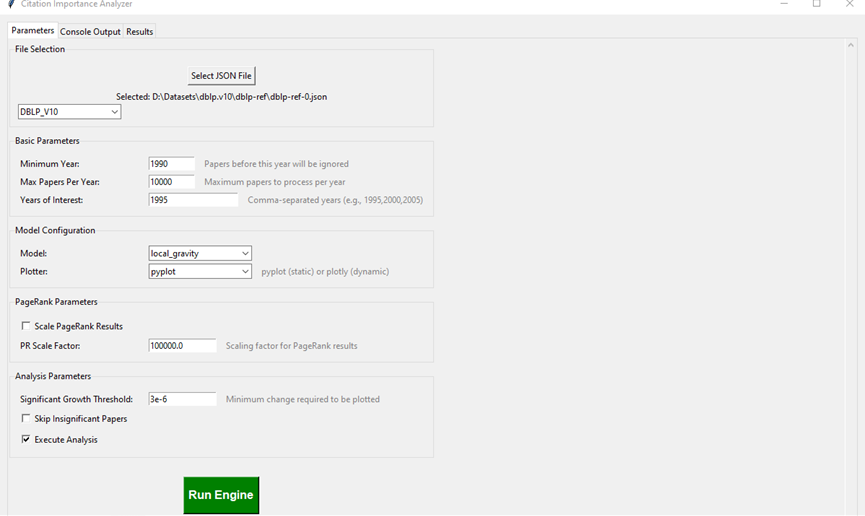 Citation Importance Analyzer
Parameters Console Output Results
File Selection
Select JSON File
Selected: D:\Datasets\dblp.v10\dblp-ref\dblp-ref-0.json
DBLP_V10
Basic Parameters
Minimum Year: 1990 Papers before this year will be ignored
Max Papers Per Year: 10000 Maximum papers to process per year
Years of Interest: 1995 Comma-separated years (e.g., 1995,2000,2005)
Model Configuration
Model: local_gravity
Plotter: pyplot pyplot (static) or plotly (dynamic)
PageRank Parameters
Scale PageRank Results
PR Scale Factor: 100000.0 Scaling factor for PageRank results
Analysis Parameters
Significant Growth Threshold: 3e-6 Minimum change required to be plotted
Skip Insignificant Papers
Execute Analysis
Run Engine